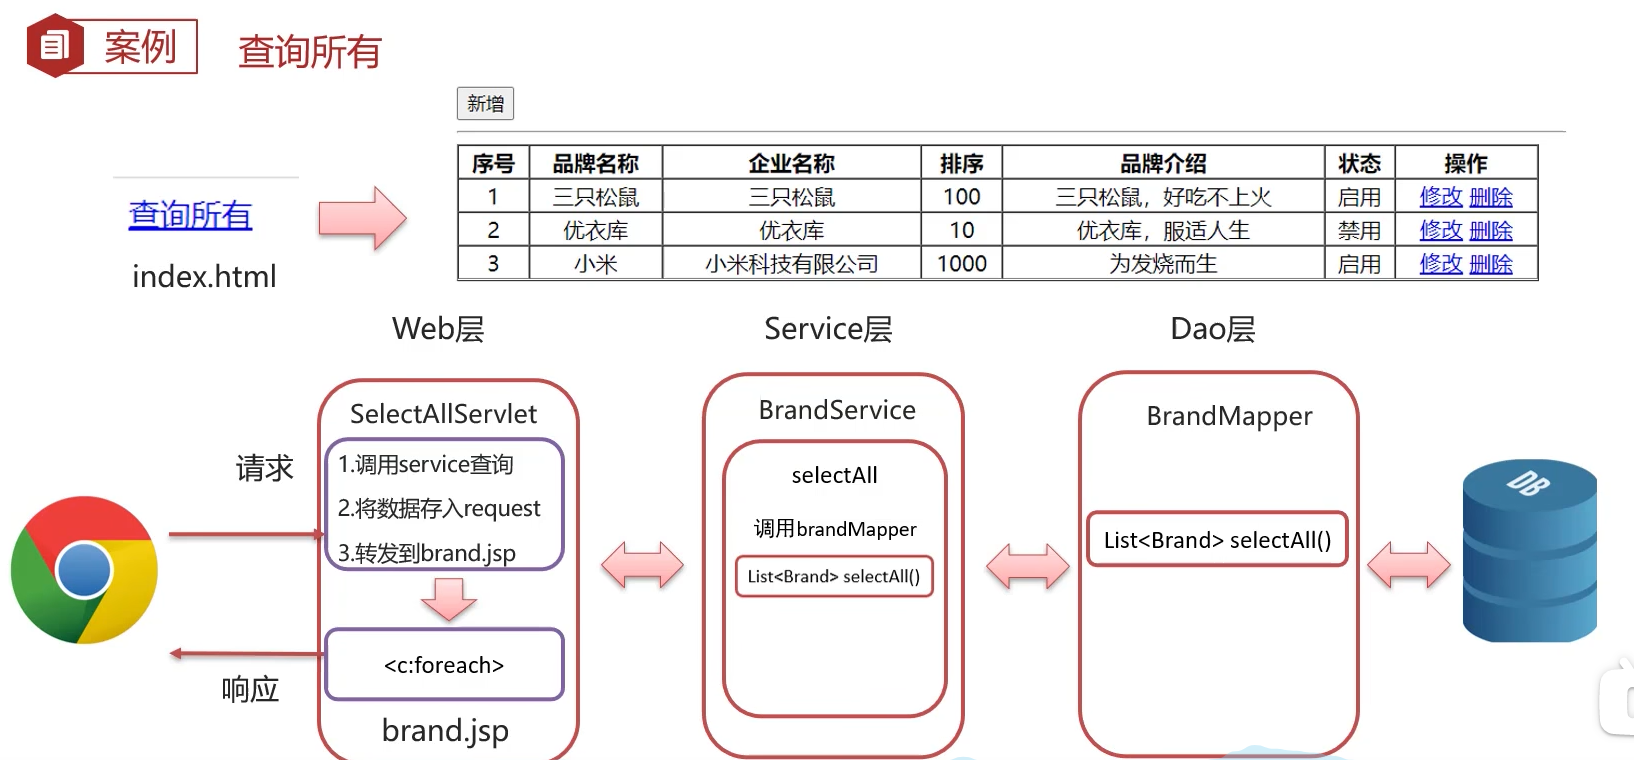 案例
查询所有
新增
序号 品牌名称 企业名称 排序 品牌介绍 状态 操作
1 三只松鼠 三只松鼠 100 三只松鼠，好吃不上火 启用 修改 删除
2 优衣库 优衣库 10 优衣库，服适人生 禁用 修改 删除
3 小米 小米科技有限公司 1000 为发烧而生 启用 修改 删除
查询所有
index.html
Web层
Service层
Dao层
请求
响应
SelectAllServlet
1.调用service查询
2.将数据存入request
3.转发到brand.jsp
<c:foreach>
brand.jsp
BrandService
selectAll
调用brandMapper
List<Brand> selectAll()
BrandMapper
List<Brand> selectAll()
DB